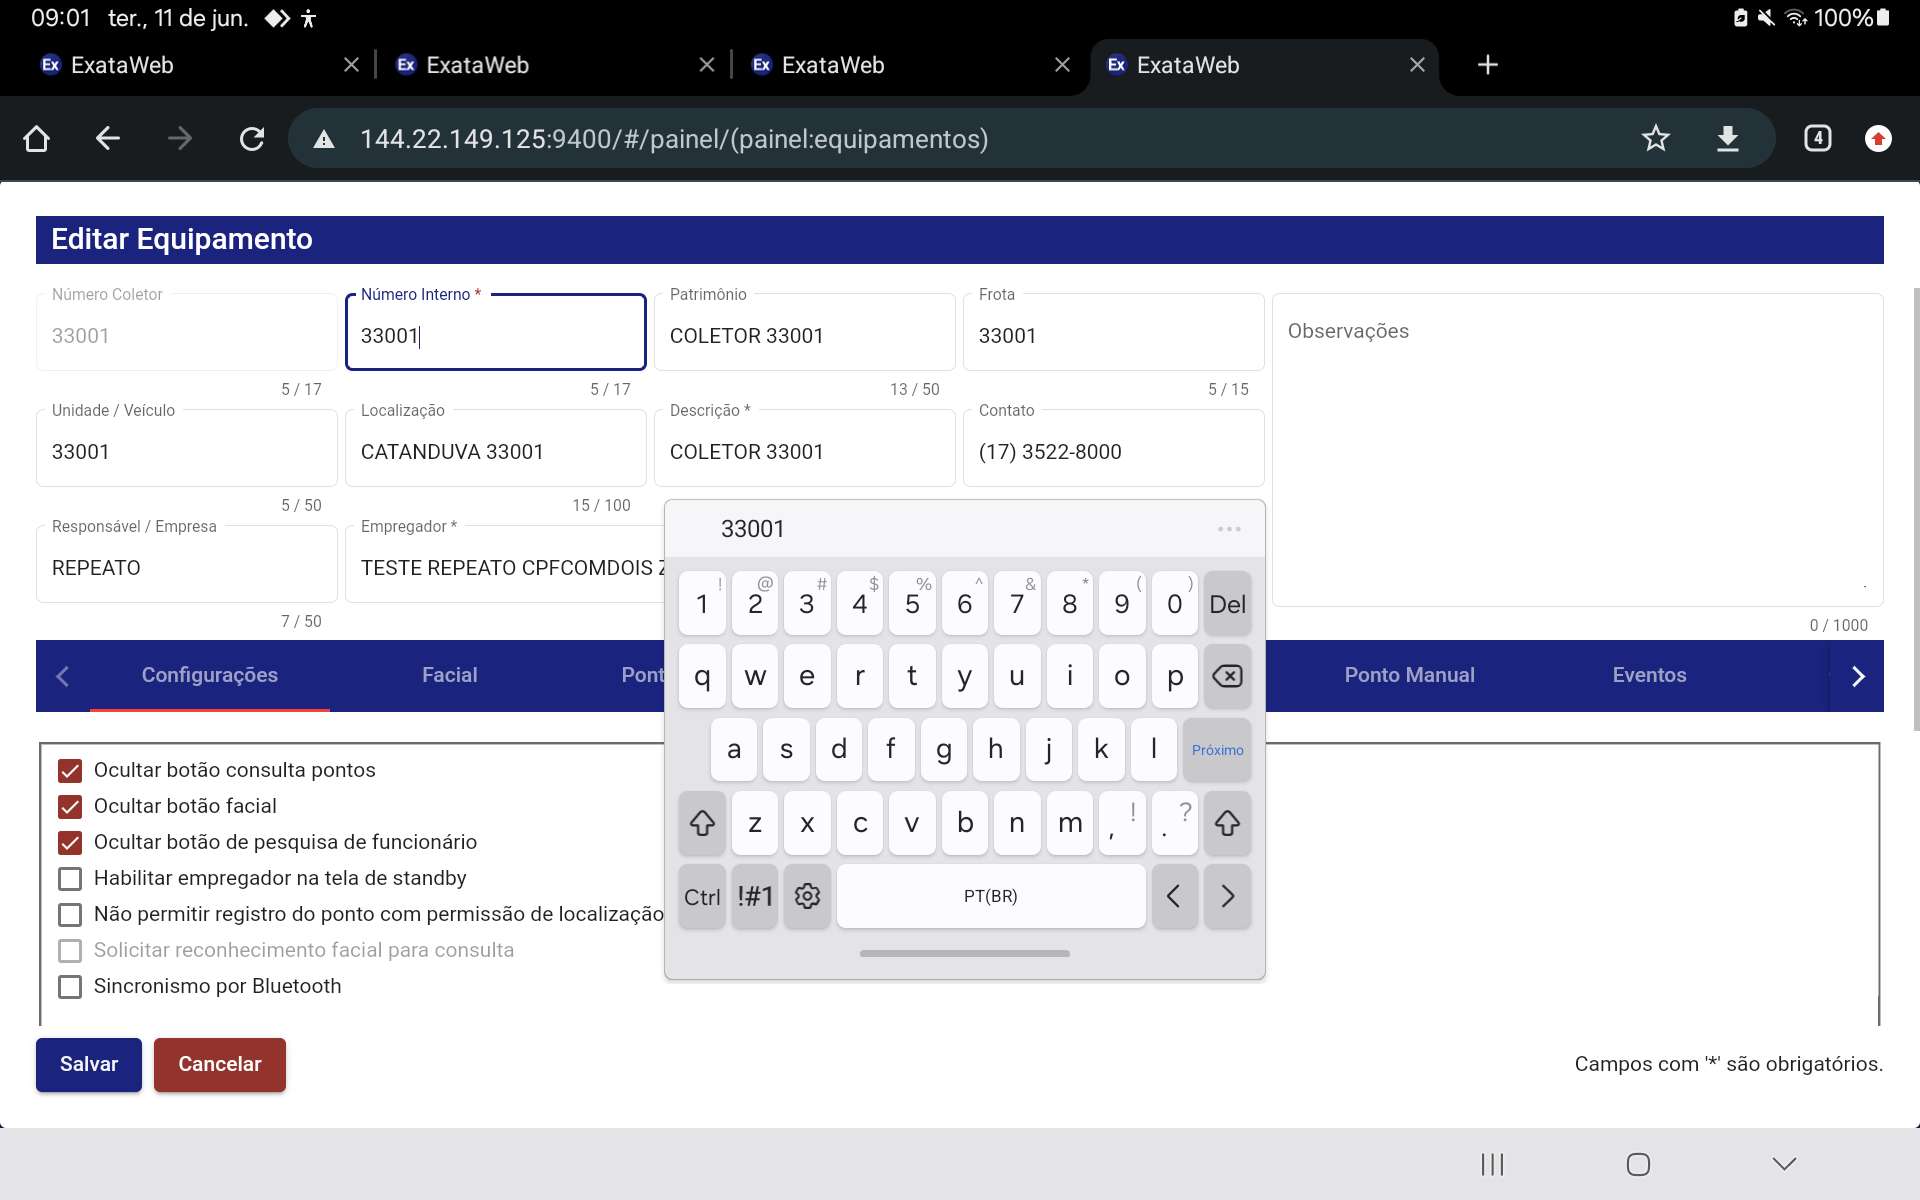 09:01 ter., 11 de jun.
100%
Ex ExataWeb
Ex ExataWeb
Ex ExataWeb
Ex ExataWeb
144.22.149.125:9400/#/painel/(painel:equipamentos)
4
Editar Equipamento
Número Coletor
33001
5 / 17
Número Interno *
33001
5 / 17
Patrimônio
COLETOR 33001
13 / 50
Frota
33001
5 / 15
Observações
0 / 1000
Unidade / Veículo
33001
5 / 50
Localização
CATANDUVA 33001
15 / 100
Descrição *
COLETOR 33001
Contato
(17) 3522-8000
Responsável / Empresa
REPEATO
7 / 50
Empregador *
TESTE REPEATO CPFCOMDOIS
Configurações
Facial
Pont
Ponto Manual
Eventos
Ocultar botão consulta pontos
Ocultar botão facial
Ocultar botão de pesquisa de funcionário
Habilitar empregador na tela de standby
Não permitir registro do ponto com permissão de localização
Solicitar reconhecimento facial para consulta
Sincronismo por Bluetooth
33001
1 ! 2 @ 3 # 4 $ 5 % 6 ^ 7 & 8 * 9 ( 0 ) Del
q w e r t y u i o p
a s d f g h j k l Próximo
z x c v b n m , ! . ?
Ctrl !#1 PT(BR) < >
Salvar
Cancelar
Campos com '*' são obrigatórios.